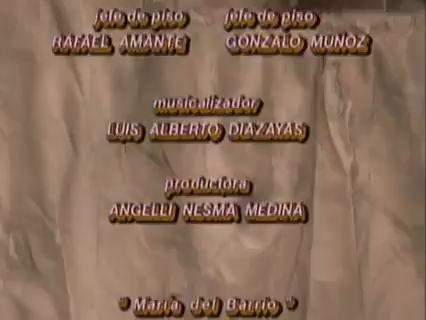 jefe de piso jefe de piso
RAFAEL AMANTE GONZALO MUÑOZ
musicalizador
LUIS ALBERTO DIAZAYAS
productora
ANGELLI NESMA MEDINA
" María del Barrio "